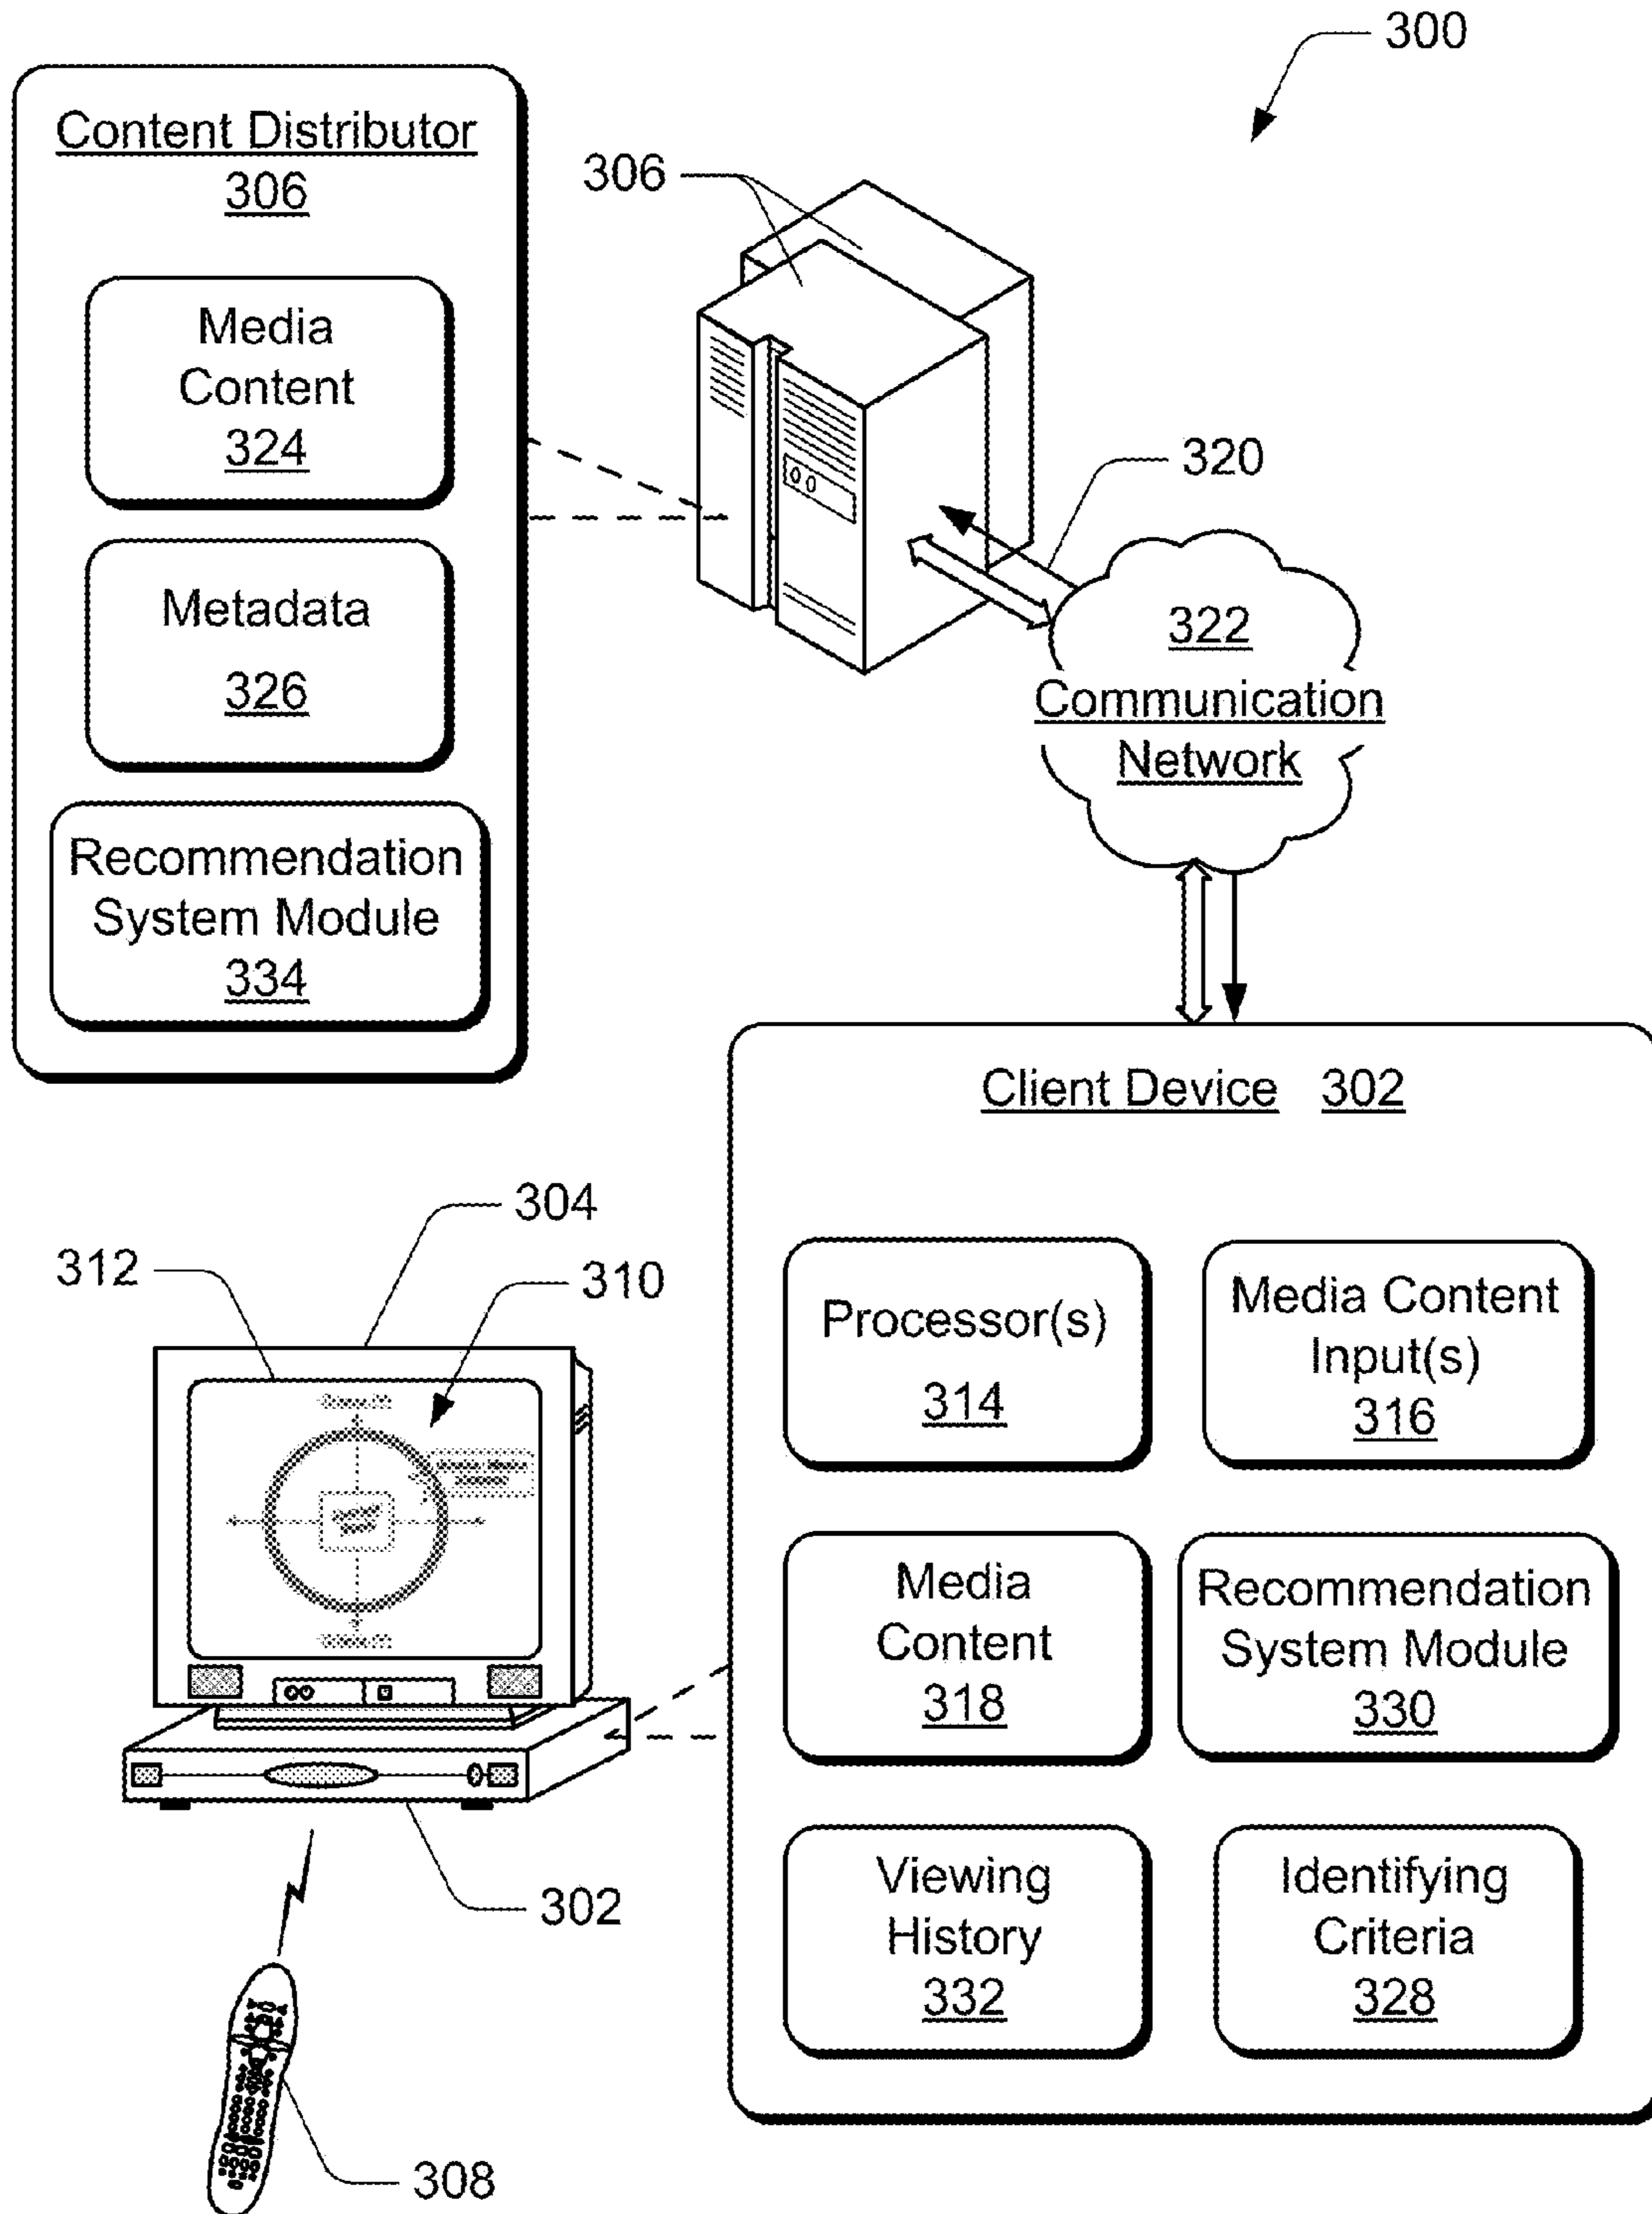 300
Content Distributor
306
Media
Content
324
Metadata
326
Recommendation
System Module
334
306
320
322
Communication
Network
Client Device 302
Processor(s)
314
Media Content
Input(s)
316
Media
Content
318
Recommendation
System Module
330
Viewing
History
332
Identifying
Criteria
328
304
312
310
302
308